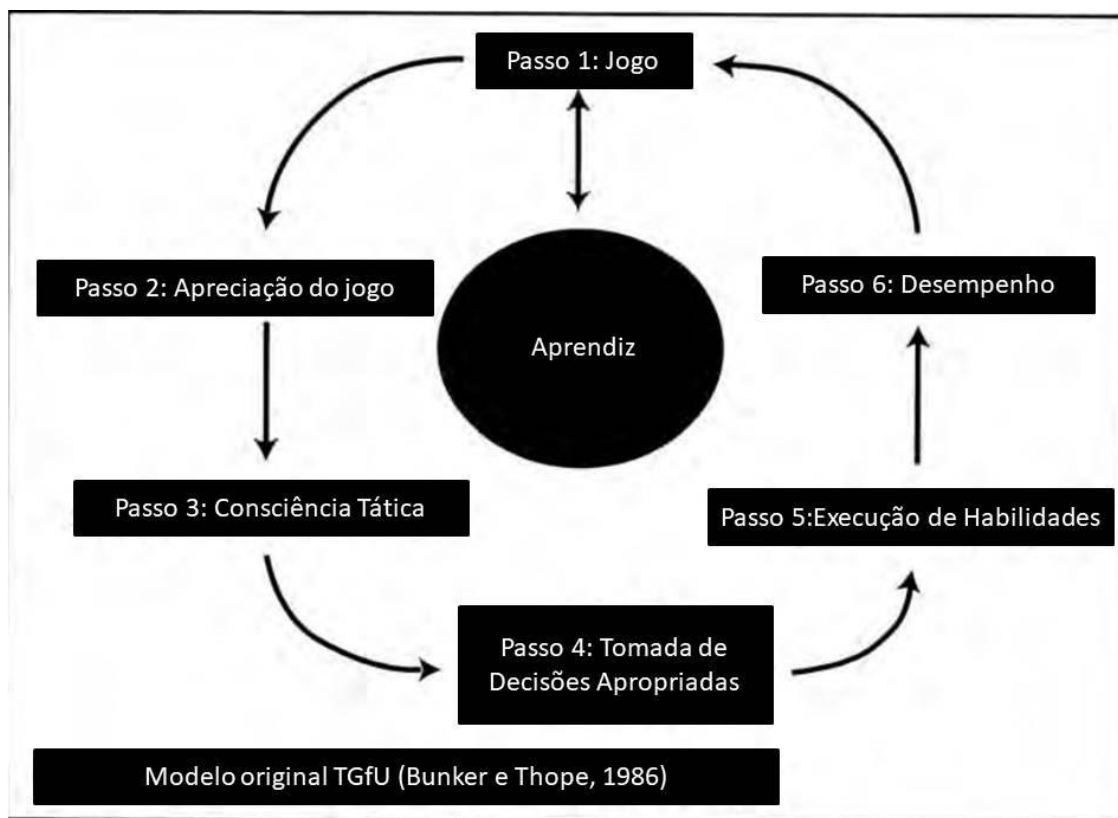 Passo 1: Jogo
Passo 2: Apreciação do jogo
Passo 6: Desempenho
Aprendiz
Passo 3: Consciência Tática
Passo 5:Execução de Habilidades
Passo 4: Tomada de
Decisões Apropriadas
Modelo original TGfU (Bunker e Thope, 1986)